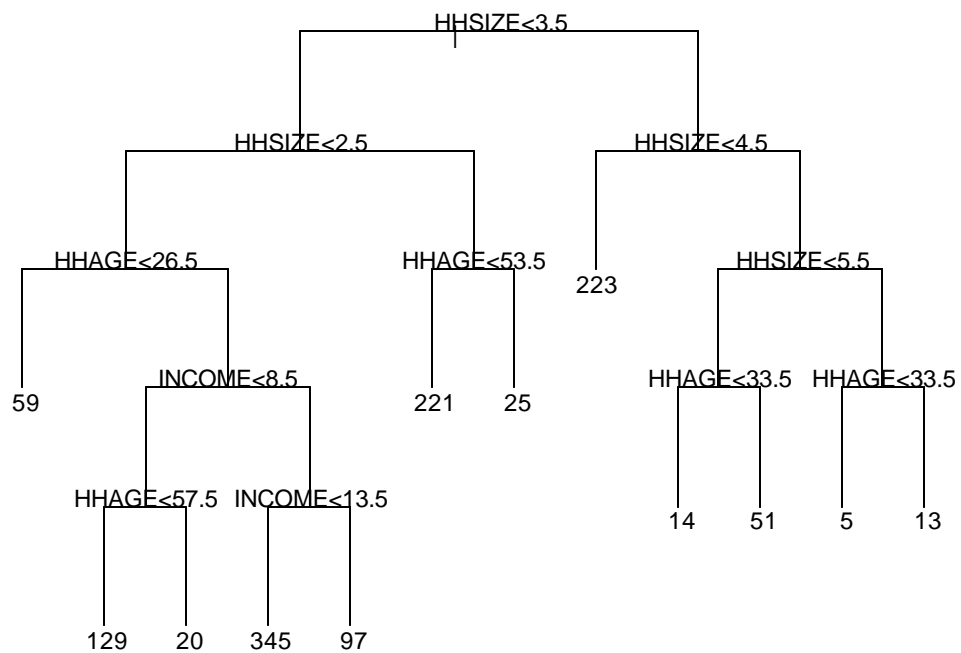 HHSIZE<3.5
HHSIZE<2.5 HHSIZE<4.5
HHAGE<26.5 HHAGE<53.5 HHSIZE<5.5
223
INCOME<8.5 HHAGE<33.5 HHAGE<33.5
59 221 25
HHAGE<57.5 INCOME<13.5
14 51 5 13
129 20 345 97